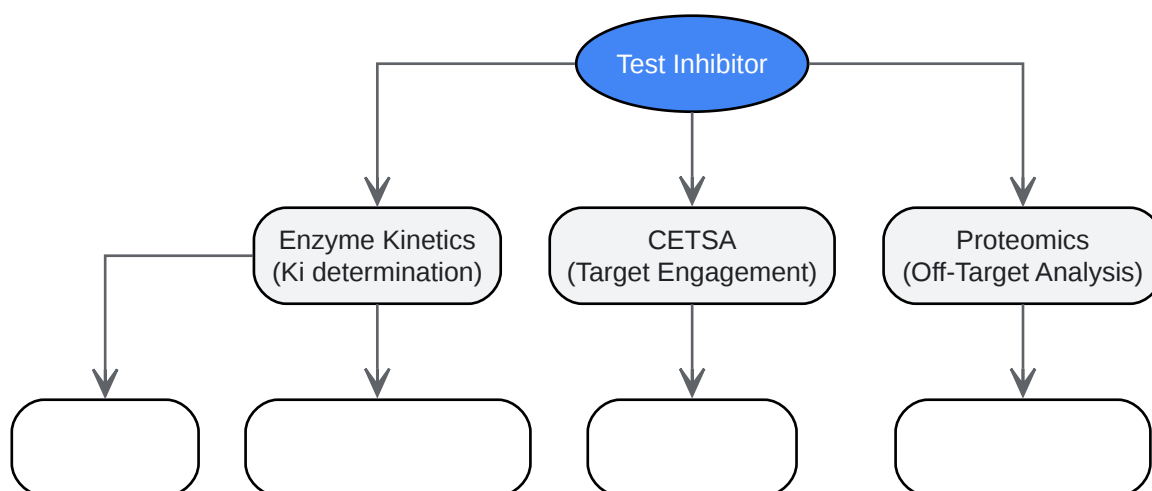 Test Inhibitor
Enzyme Kinetics
(Ki determination)
CETSA
(Target Engagement)
Proteomics
(Off-Target Analysis)